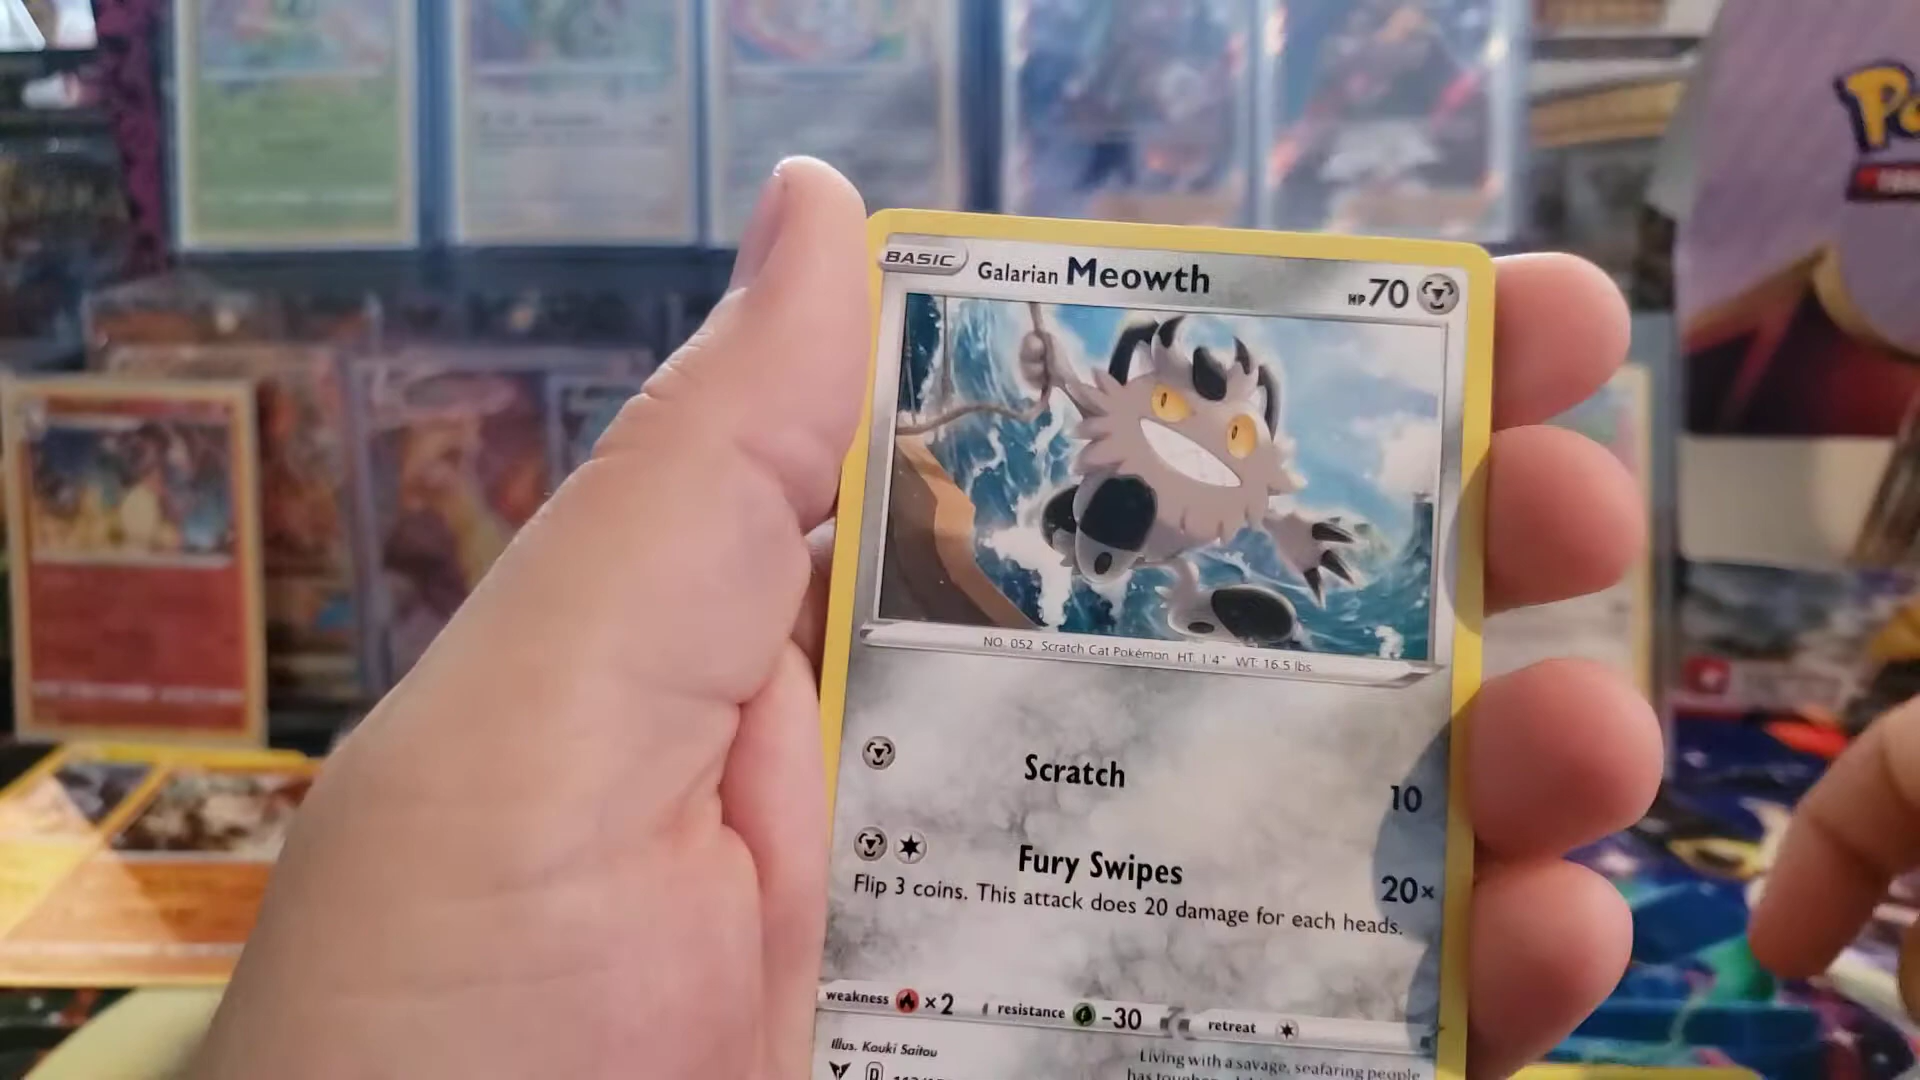 BASIC Galarian Meowth HP 70
NO. 052 Scratch Cat Pokémon HT: 1'4" WT: 16.5 lbs.
Scratch 10
Fury Swipes 20×
Flip 3 coins. This attack does 20 damage for each heads.
weakness ×2 resistance -30 retreat
Illus. Kouki Saitou
Living with a savage, seafaring people
D
has